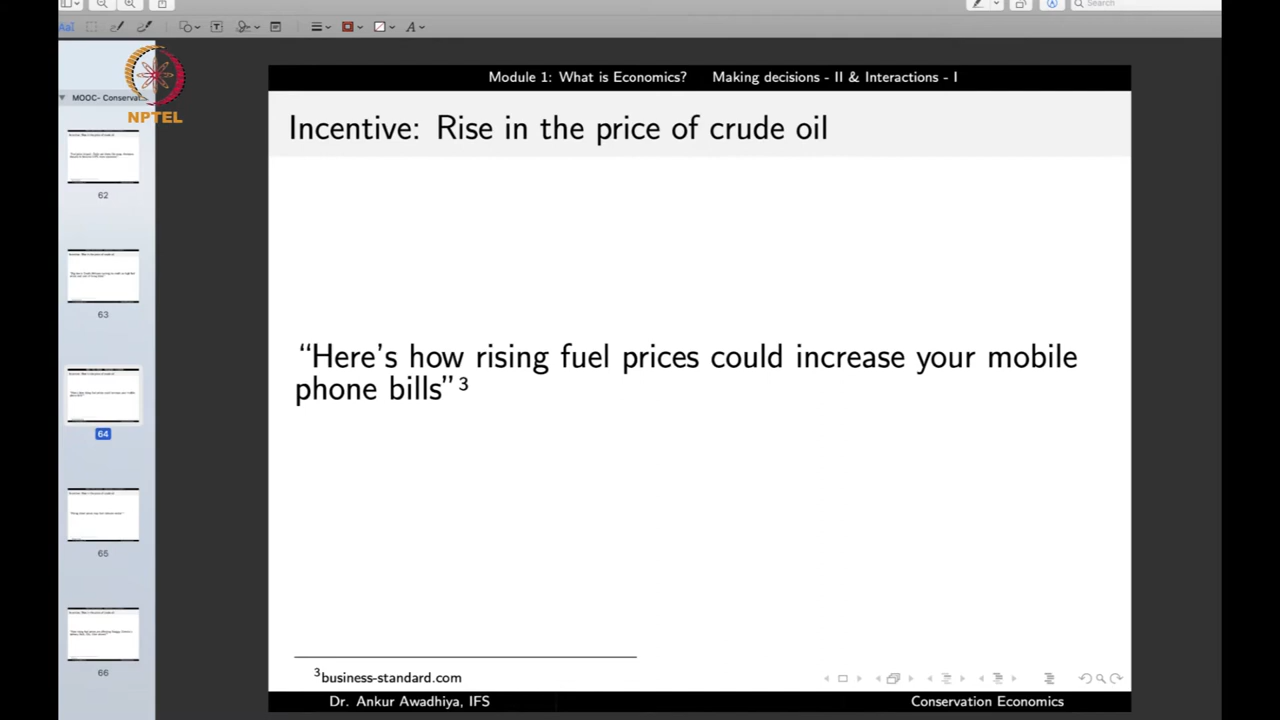 Search
NPTEL
MOOC- Conservat...
62
63
64
65
66
Module 1: What is Economics? Making decisions - II & Interactions - I
Incentive: Rise in the price of crude oil
“Here’s how rising fuel prices could increase your mobile
phone bills”3
3business-standard.com
Dr. Ankur Awadhiya, IFS Conservation Economics